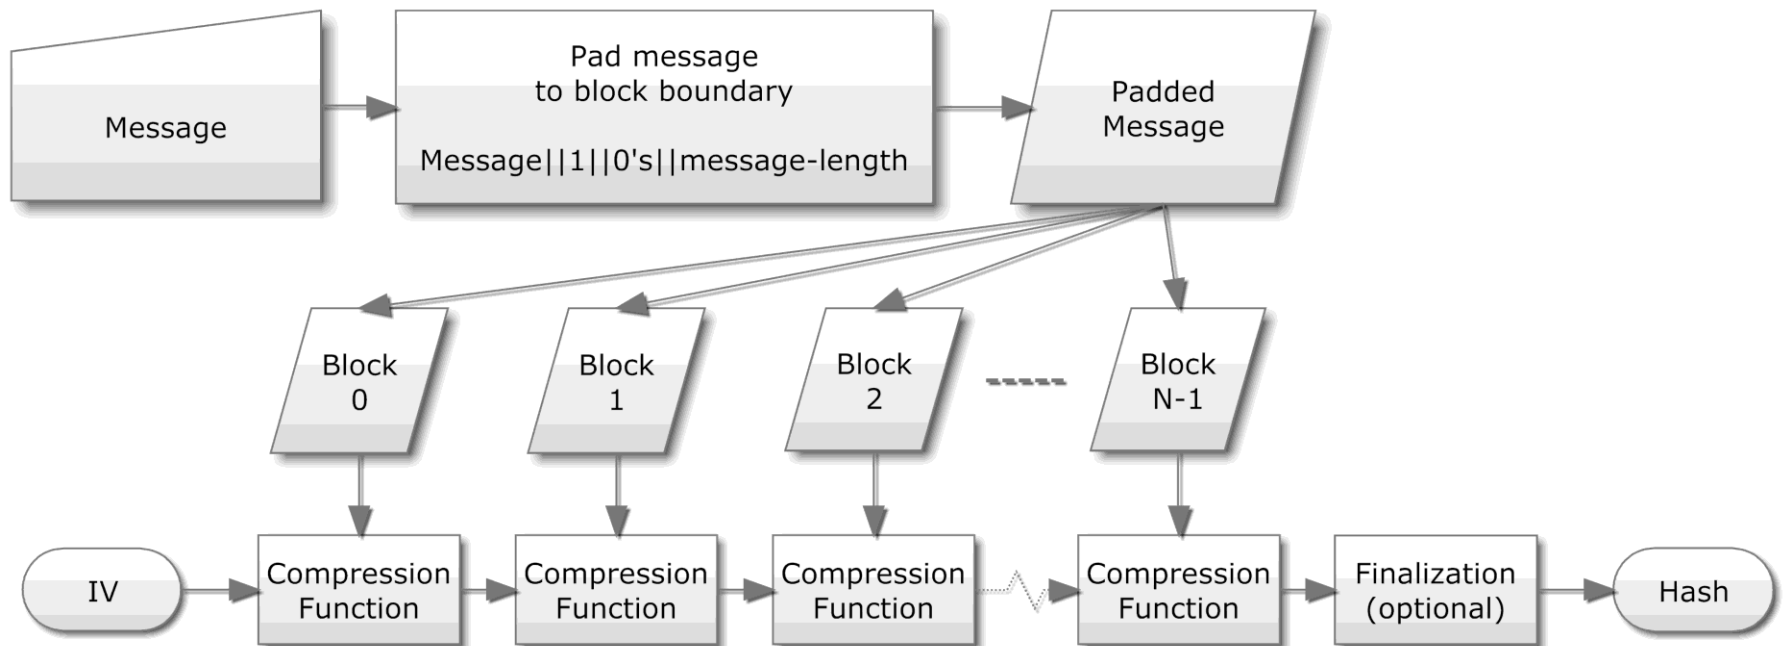 Message
Pad message
to block boundary
Message||1||0's||message-length
Padded
Message
Block
0
Block
1
Block
2
Block
N-1
IV
Compression
Function
Compression
Function
Compression
Function
Compression
Function
Finalization
(optional)
Hash